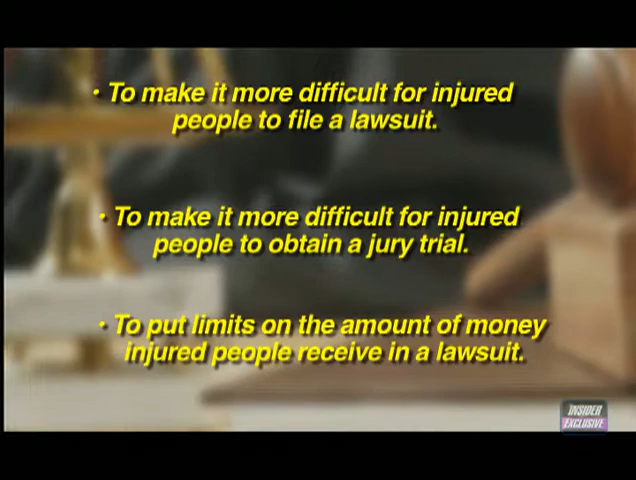 · To make it more difficult for injured
people to file a lawsuit.
· To make it more difficult for injured
people to obtain a jury trial.
· To put limits on the amount of money
injured people receive in a lawsuit.
INSIDER
EXCLUSIVE